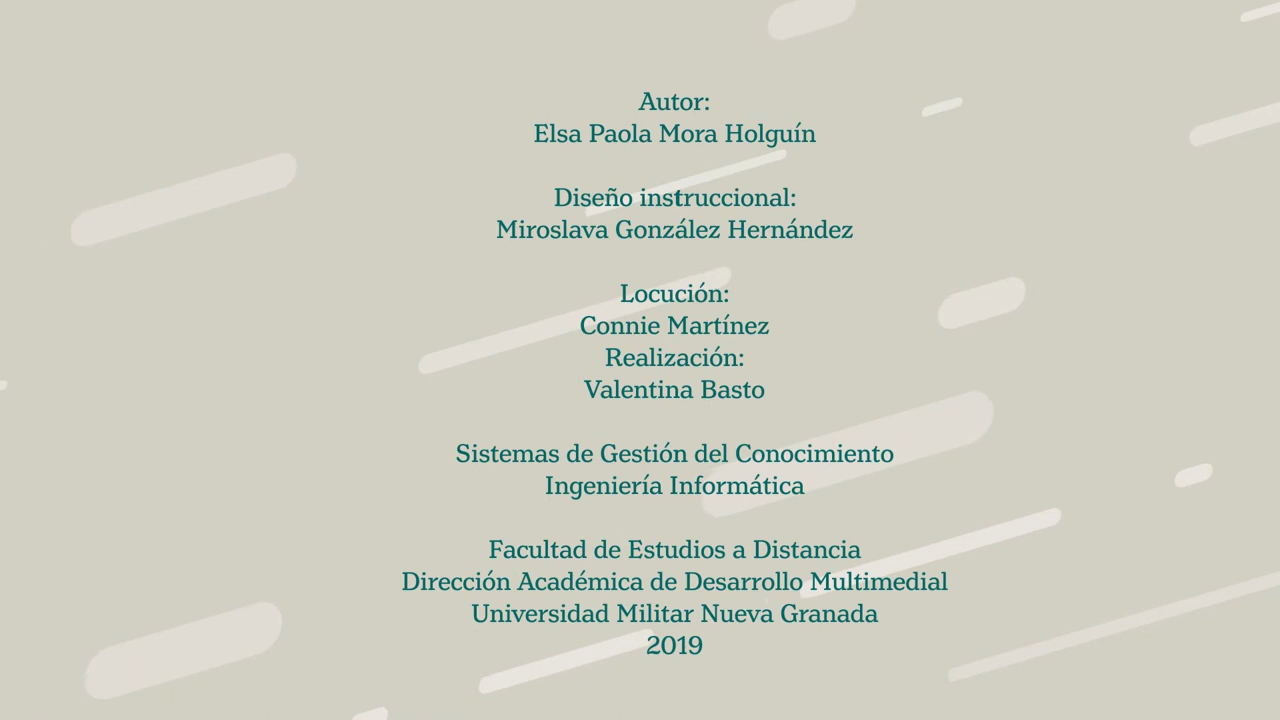 Autor:
Elsa Paola Mora Holguín
Diseño instruccional:
Miroslava González Hernández
Locución:
Connie Martínez
Realización:
Valentina Basto
Sistemas de Gestión del Conocimiento
Ingeniería Informática
Facultad de Estudios a Distancia
Dirección Académica de Desarrollo Multimedial
Universidad Militar Nueva Granada
2019